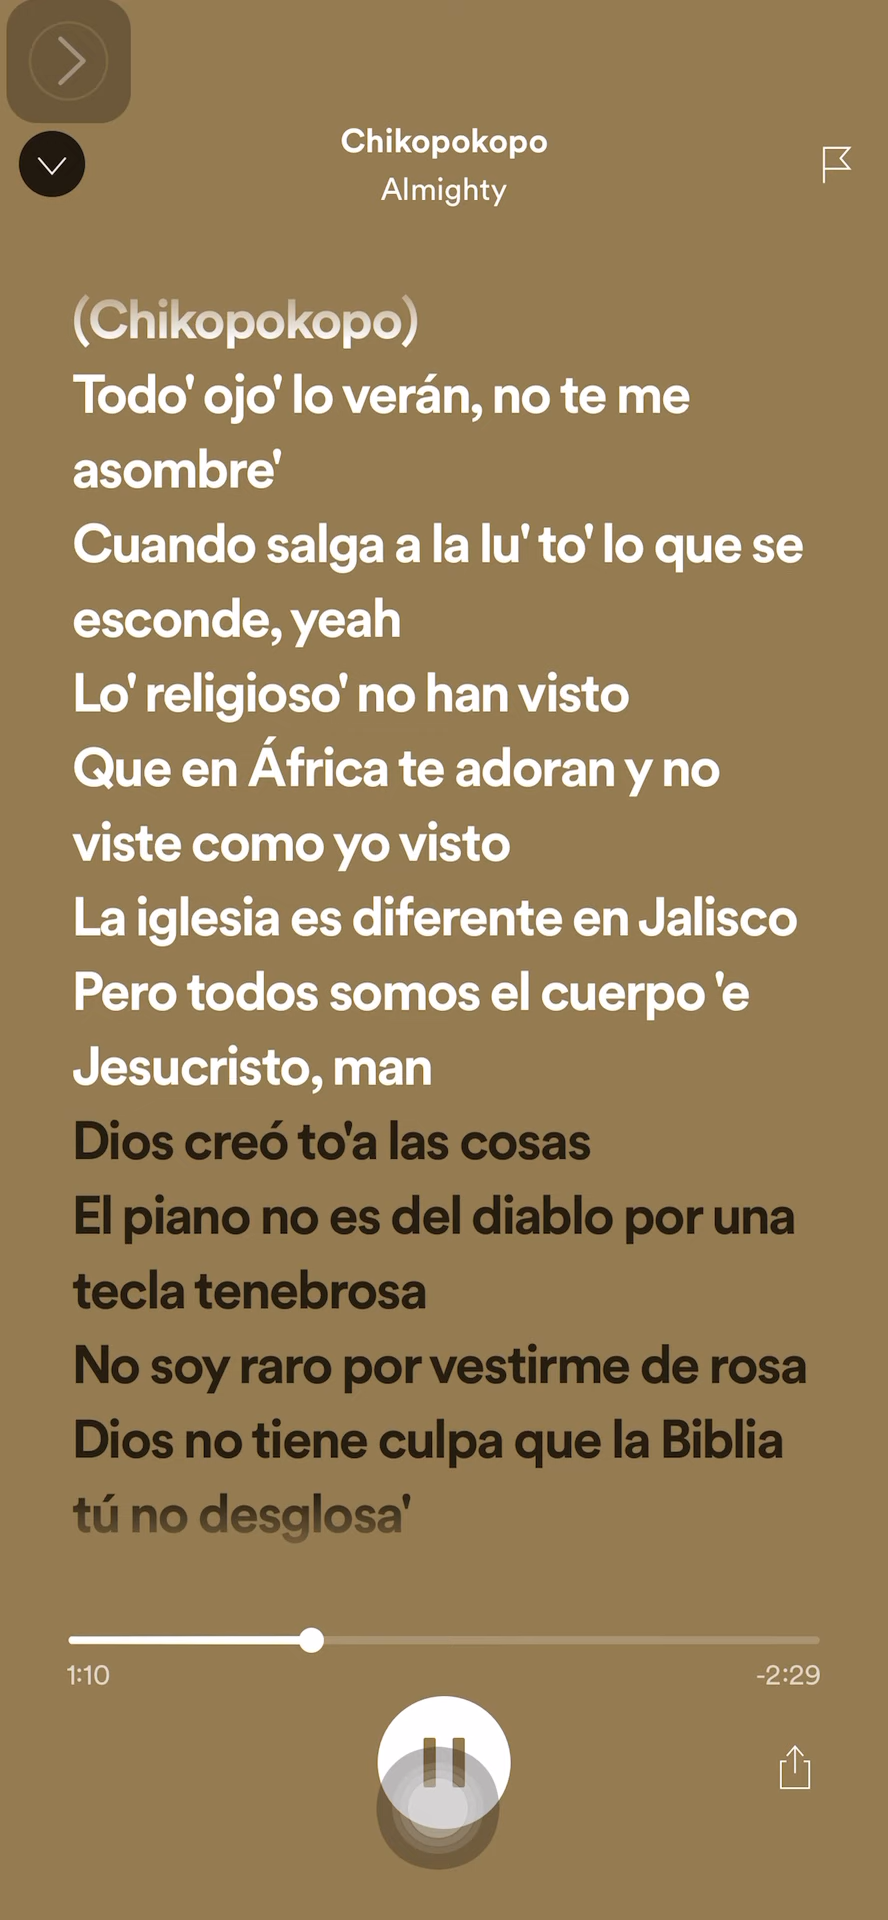 Chikopokopo
Almighty
(Chikopokopo)
Todo' ojo' lo verán, no te me
asombre'
Cuando salga a la lu' to' lo que se
esconde, yeah
Lo' religioso' no han visto
Que en África te adoran y no
viste como yo visto
La iglesia es diferente en Jalisco
Pero todos somos el cuerpo 'e
Jesucristo, man
Dios creó to'a las cosas
El piano no es del diablo por una
tecla tenebrosa
No soy raro por vestirme de rosa
Dios no tiene culpa que la Biblia
tú no desglosa'
1:10
-2:29